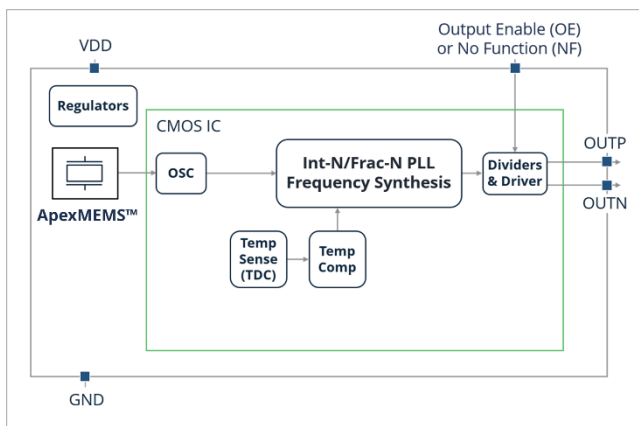 VDD
Output Enable (OE)
or No Function (NF)
Regulators
CMOS IC
OUTP
OSC
Int-N/Frac-N PLL
Frequency Synthesis
Dividers
& Driver
ApexMEMS™
OUTN
Temp
Sense
(TDC)
Temp
Comp
GND